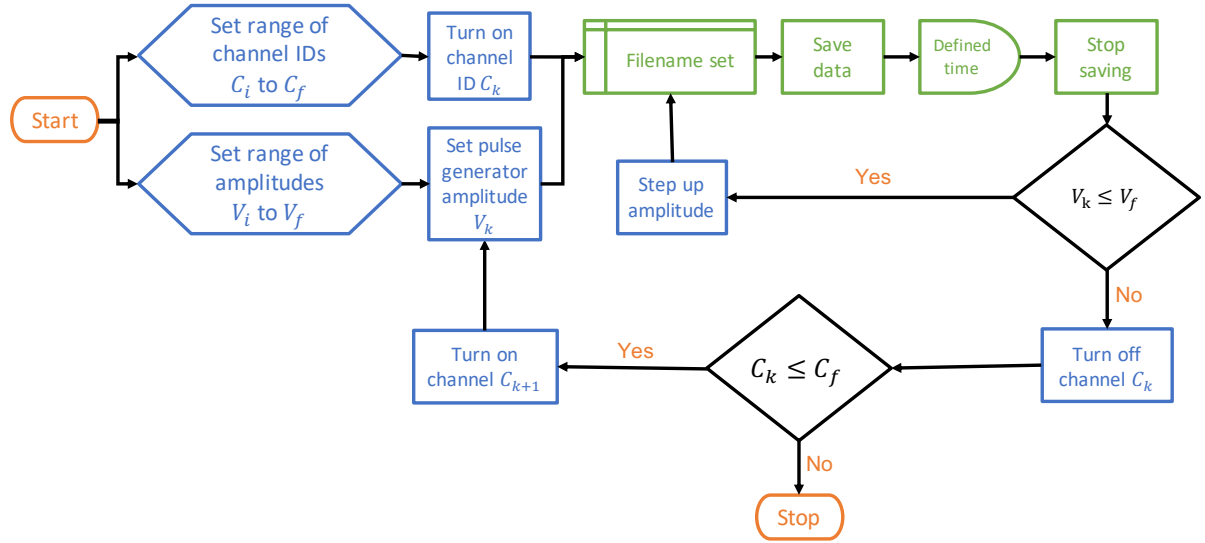 Start
Set range of
channel IDs
C_i to C_f
Turn on
channel
ID C_k
Set range of
amplitudes
V_i to V_f
Set pulse
generator
amplitude
V_k
Filename set
Save
data
Defined
time
Stop
saving
V_k ≤ V_f
Yes
Step up
amplitude
No
Turn off
channel C_k
C_k ≤ C_f
Yes
Turn on
channel C_{k+1}
No
Stop